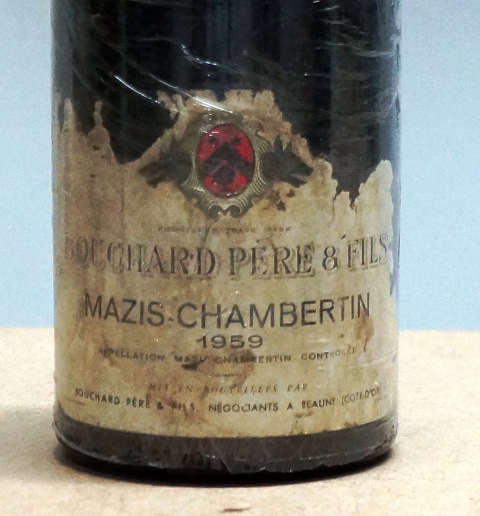 REGISTERED TRADE MARK
BOUCHARD PÈRE & FILS
MAZIS-CHAMBERTIN
1959
APPELLATION MAZIS-CHAMBERTIN CONTRÔLÉE
MIS EN BOUTEILLES PAR
BOUCHARD PÈRE & FILS, NÉGOCIANTS A BEAUNE (CÔTE-D'OR)